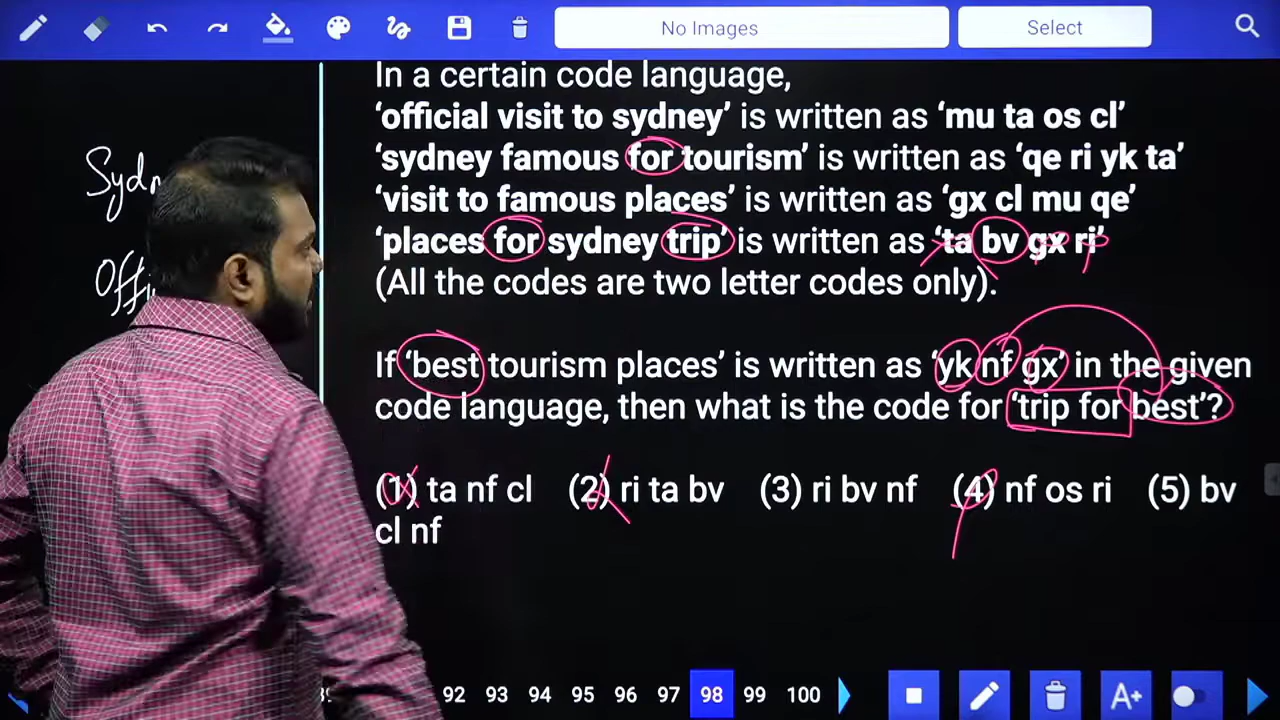 No Images
Select
In a certain code language,
‘official visit to sydney’ is written as ‘mu ta os cl’
‘sydney famous for tourism’ is written as ‘qe ri yk ta’
‘visit to famous places’ is written as ‘gx cl mu qe’
‘places for sydney trip’ is written as ‘ta bv gx ri’
(All the codes are two letter codes only).
If ‘best tourism places’ is written as ‘yk nf gx’ in the given
code language, then what is the code for ‘trip for best’?
(1) ta nf cl (2) ri ta bv (3) ri bv nf (4) nf os ri (5) bv
cl nf
92 93 94 95 96 97 98 99 100
A+